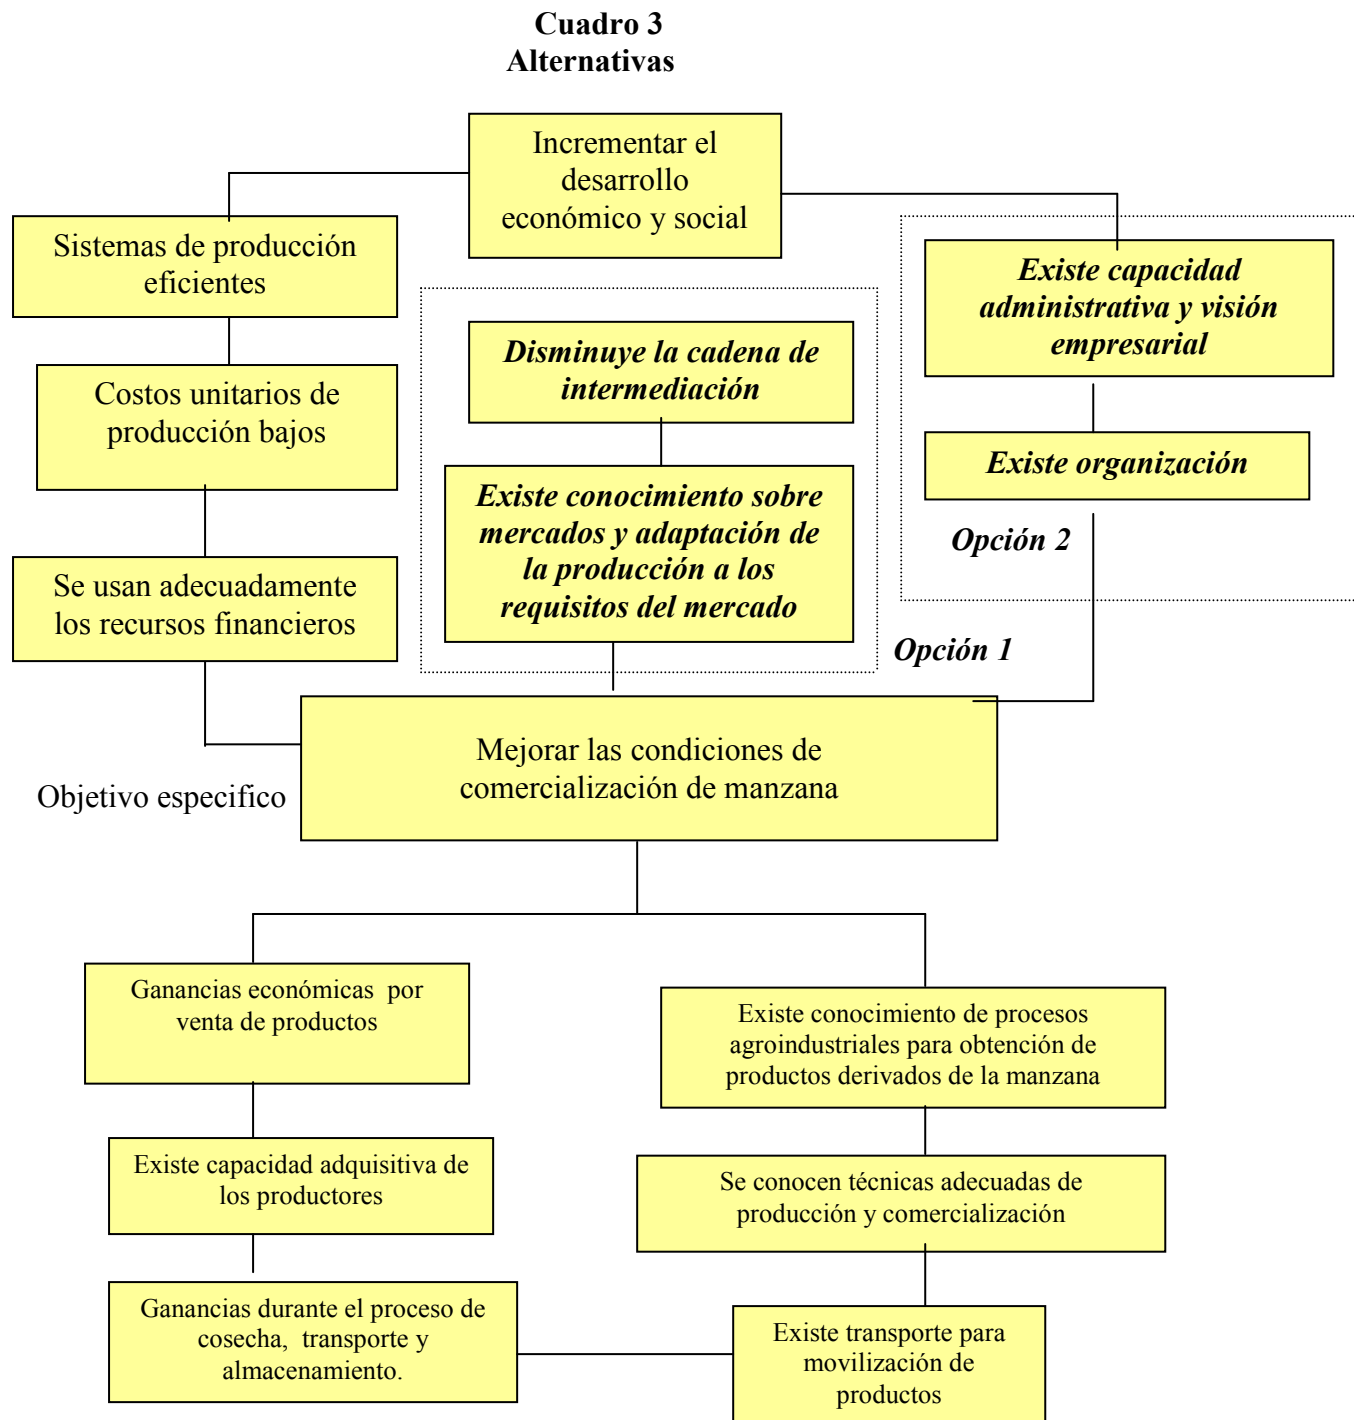 Cuadro 3
Alternativas
Incrementar el
desarrollo
económico y social
Sistemas de producción
eficientes
Existe capacidad
administrativa y visión
empresarial
Disminuye la cadena de
intermediación
Costos unitarios de
producción bajos
Existe organización
Existe conocimiento sobre
mercados y adaptación de
la producción a los
requisitos del mercado
Opción 2
Se usan adecuadamente
los recursos financieros
Opción 1
Mejorar las condiciones de
comercialización de manzana
Objetivo especifico
Ganancias económicas por
venta de productos
Existe conocimiento de procesos
agroindustriales para obtención de
productos derivados de la manzana
Existe capacidad adquisitiva de
los productores
Se conocen técnicas adecuadas de
producción y comercialización
Ganancias durante el proceso de
cosecha, transporte y
almacenamiento.
Existe transporte para
movilización de
productos